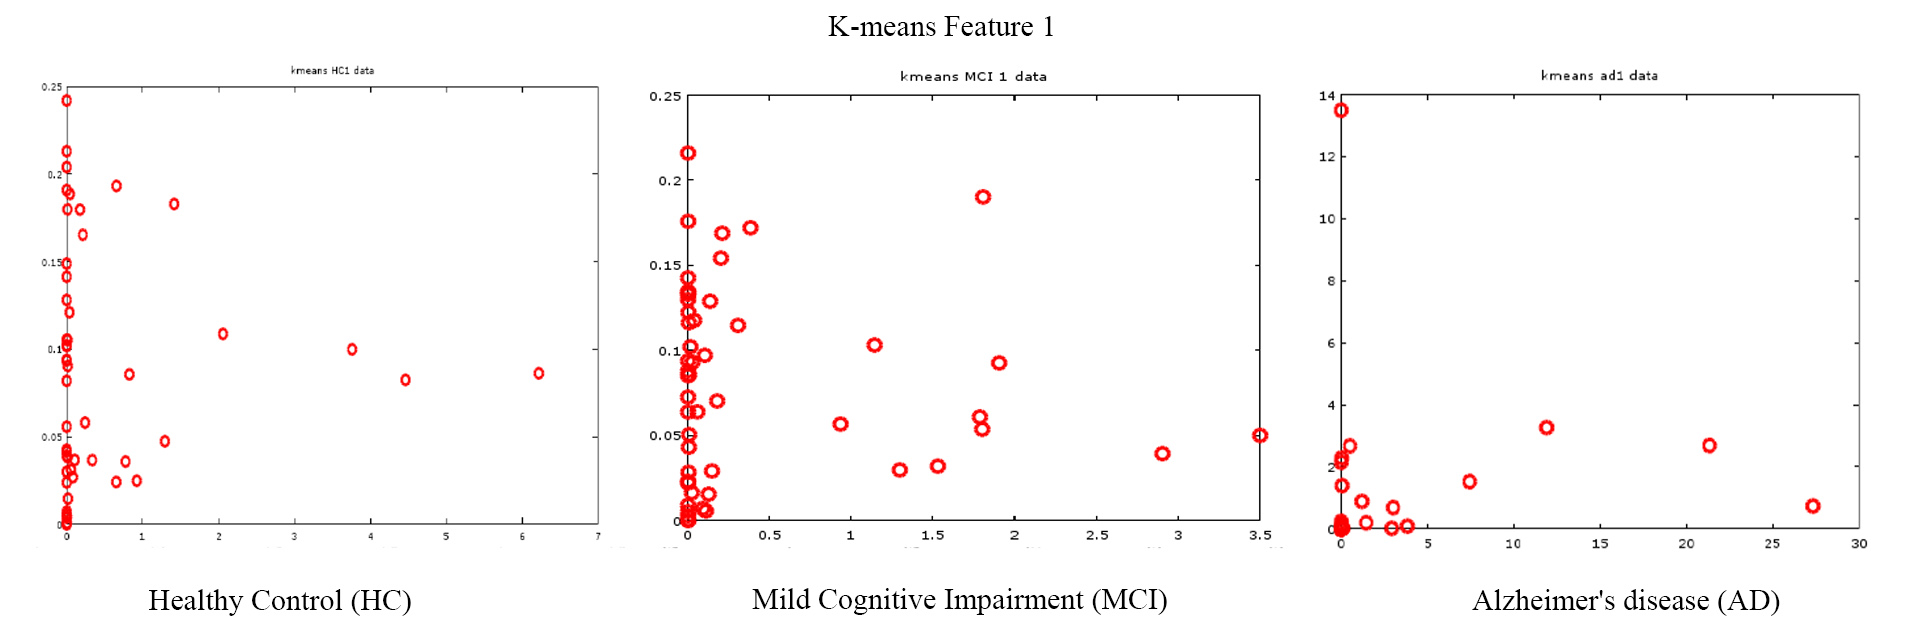 K-means Feature 1
kmeans HC1 data
0.25
0.2
0.15
0.1
0.05
0
0 1 2 3 4 5 6 7
kmeans MCI 1 data
0.25
0.2
0.15
0.1
0.05
0
0 0.5 1 1.5 2 2.5 3 3.5
kmeans ad1 data
14
12
10
8
6
4
2
0
0 5 10 15 20 25 30
Healthy Control (HC)
Mild Cognitive Impairment (MCI)
Alzheimer's disease (AD)